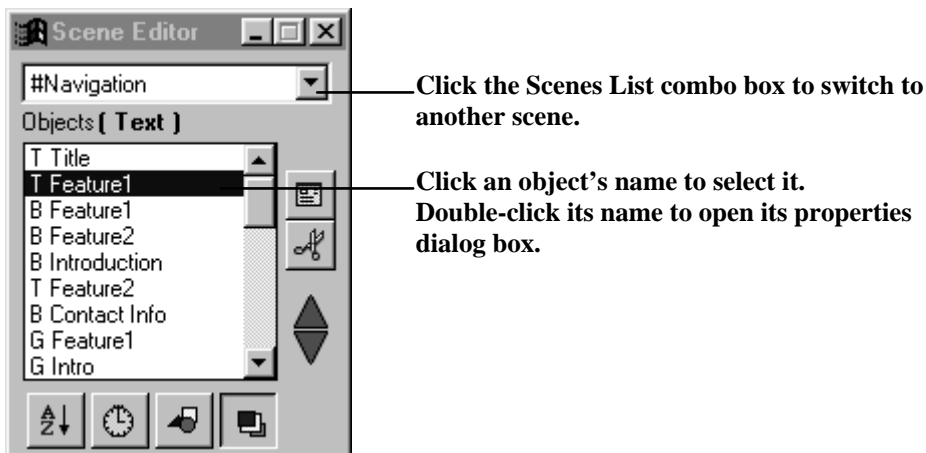 Scene Editor
#Navigation
Click the Scenes List combo box to switch to
another scene.
Objects ( Text )
T Title
T Feature1
B Feature1
B Feature2
B Introduction
T Feature2
B Contact Info
G Feature1
G Intro
Click an object's name to select it.
Double-click its name to open its properties
dialog box.
A
Z